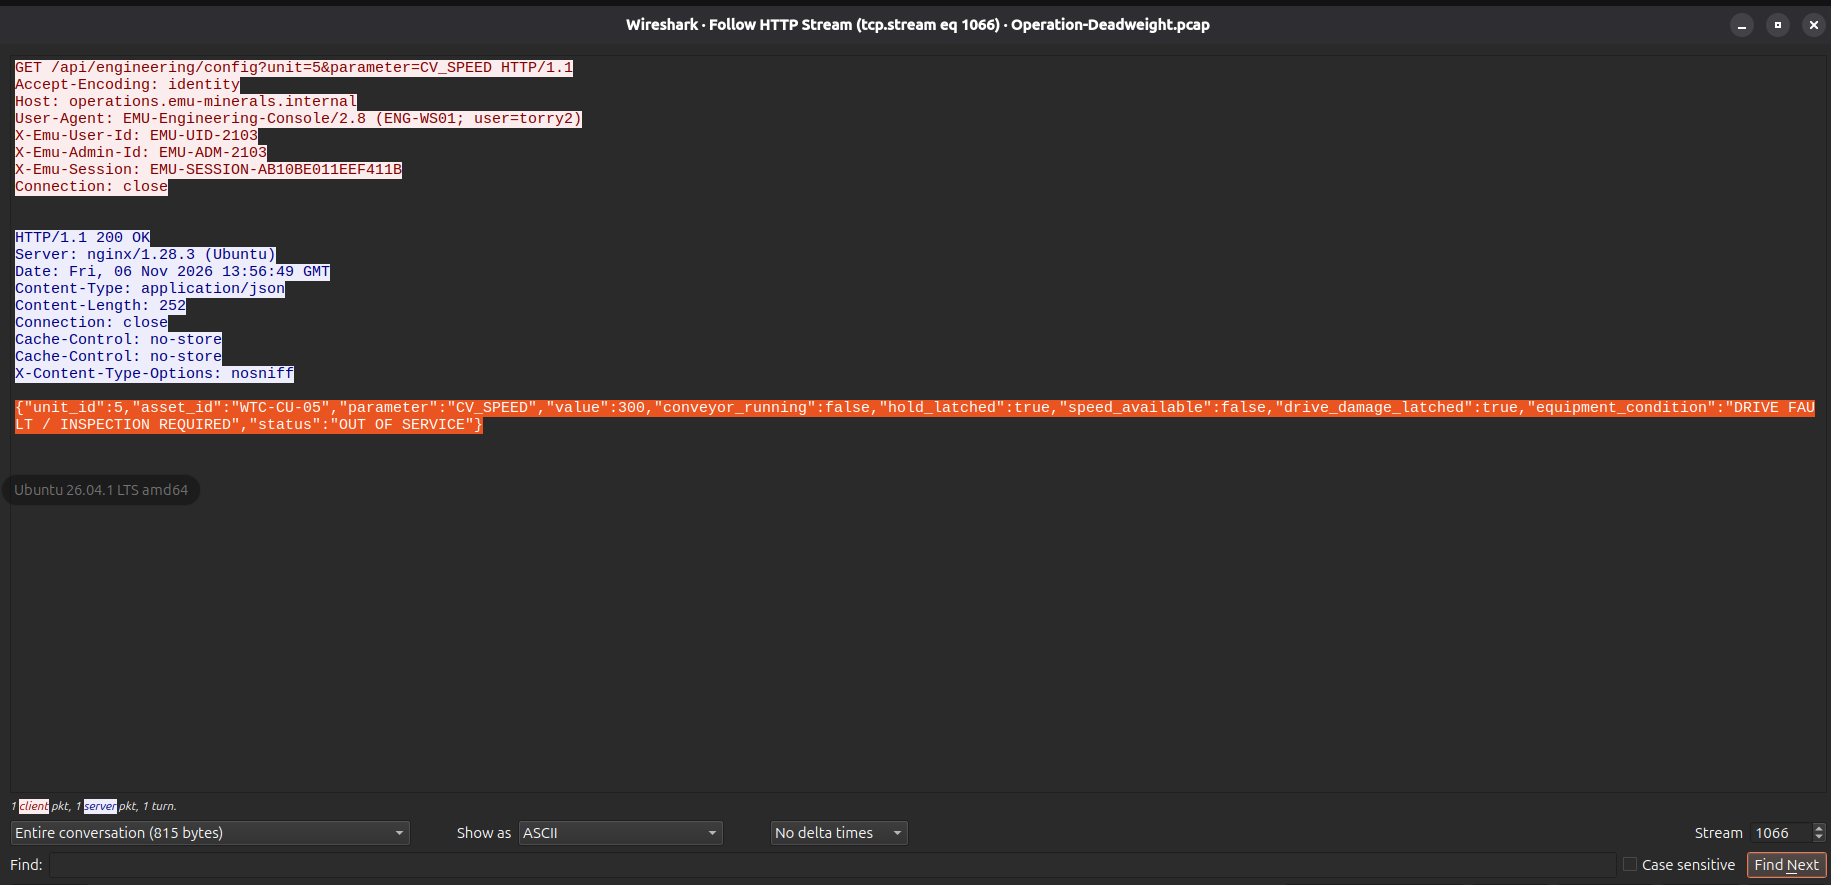 Wireshark · Follow HTTP Stream (tcp.stream eq 1066) · Operation-Deadweight.pcap
GET /api/engineering/config?unit=5&parameter=CV_SPEED HTTP/1.1
Accept-Encoding: identity
Host: operations.emu-minerals.internal
User-Agent: EMU-Engineering-Console/2.8 (ENG-WS01; user=torry2)
X-Emu-User-Id: EMU-UID-2103
X-Emu-Admin-Id: EMU-ADM-2103
X-Emu-Session: EMU-SESSION-AB10BE011EEF411B
Connection: close
HTTP/1.1 200 OK
Server: nginx/1.28.3 (Ubuntu)
Date: Fri, 06 Nov 2026 13:56:49 GMT
Content-Type: application/json
Content-Length: 252
Connection: close
Cache-Control: no-store
Cache-Control: no-store
X-Content-Type-Options: nosniff
{"unit_id":5,"asset_id":"WTC-CU-05","parameter":"CV_SPEED","value":300,"conveyor_running":false,"hold_latched":true,"speed_available":false,"drive_damage_latched":true,"equipment_condition":"DRIVE FAU
LT / INSPECTION REQUIRED","status":"OUT OF SERVICE"}
Ubuntu 26.04.1 LTS amd64
1 client pkt, 1 server pkt, 1 turn.
Entire conversation (815 bytes) Show as ASCII No delta times Stream 1066
Find: Case sensitive Find Next